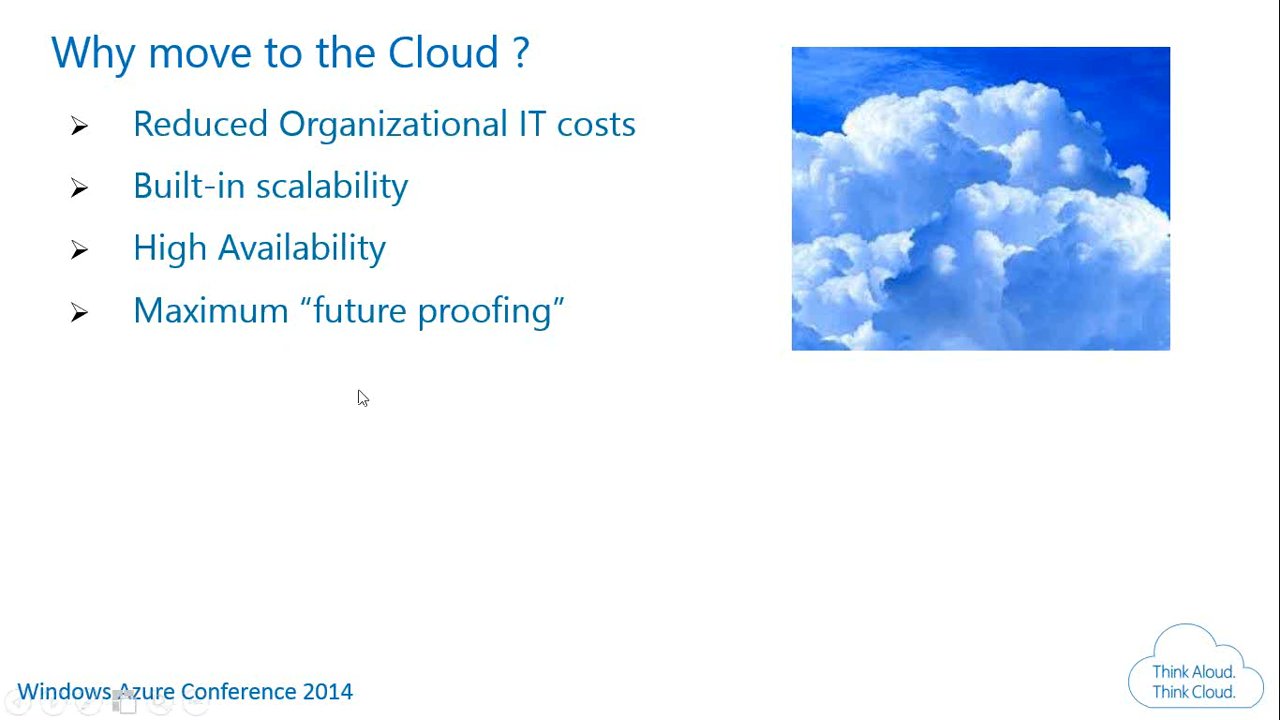 Why move to the Cloud ?
Reduced Organizational IT costs
Built-in scalability
High Availability
Maximum “future proofing”
Windows Azure Conference 2014
Think Aloud.
Think Cloud.